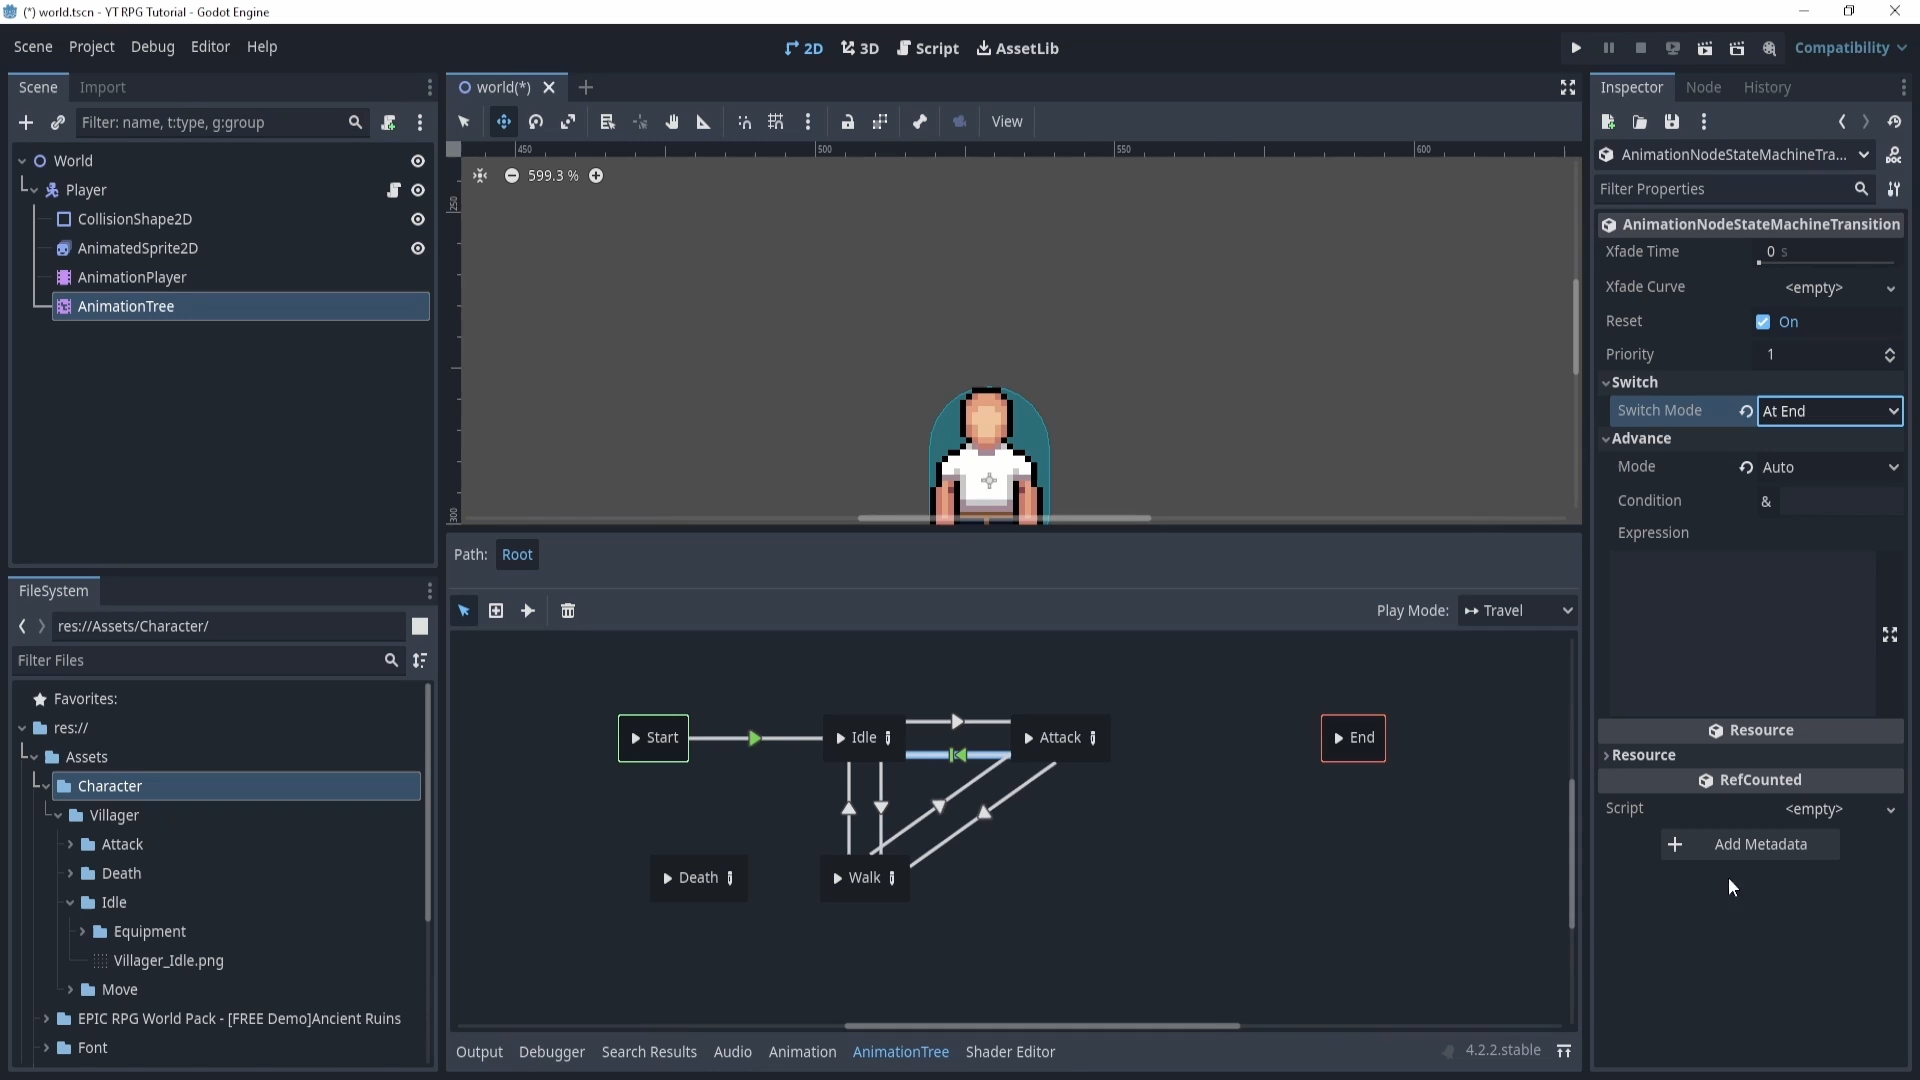 (*) world.tscn - YT RPG Tutorial - Godot Engine
Scene Project Debug Editor Help
2D 3D Script AssetLib
Compatibility
Scene Import
Filter: name, t:type, g:group
World
Player
CollisionShape2D
AnimatedSprite2D
AnimationPlayer
AnimationTree
FileSystem
res://Assets/Character/
Filter Files
Favorites:
res://
Assets
Character
Villager
Attack
Death
Idle
Equipment
Villager_Idle.png
Move
EPIC RPG World Pack - [FREE Demo]Ancient Ruins
Font
world(*)
View
450 500 550 600
599.3 %
250
300
Path: Root
Play Mode: Travel
Start Idle Attack End
Death Walk
Output Debugger Search Results Audio Animation AnimationTree Shader Editor
4.2.2.stable
Inspector Node History
AnimationNodeStateMachineTra...
Filter Properties
AnimationNodeStateMachineTransition
Xfade Time 0 s
Xfade Curve <empty>
Reset On
Priority 1
Switch
Switch Mode At End
Advance
Mode Auto
Condition &
Expression
Resource
Resource
RefCounted
Script <empty>
Add Metadata